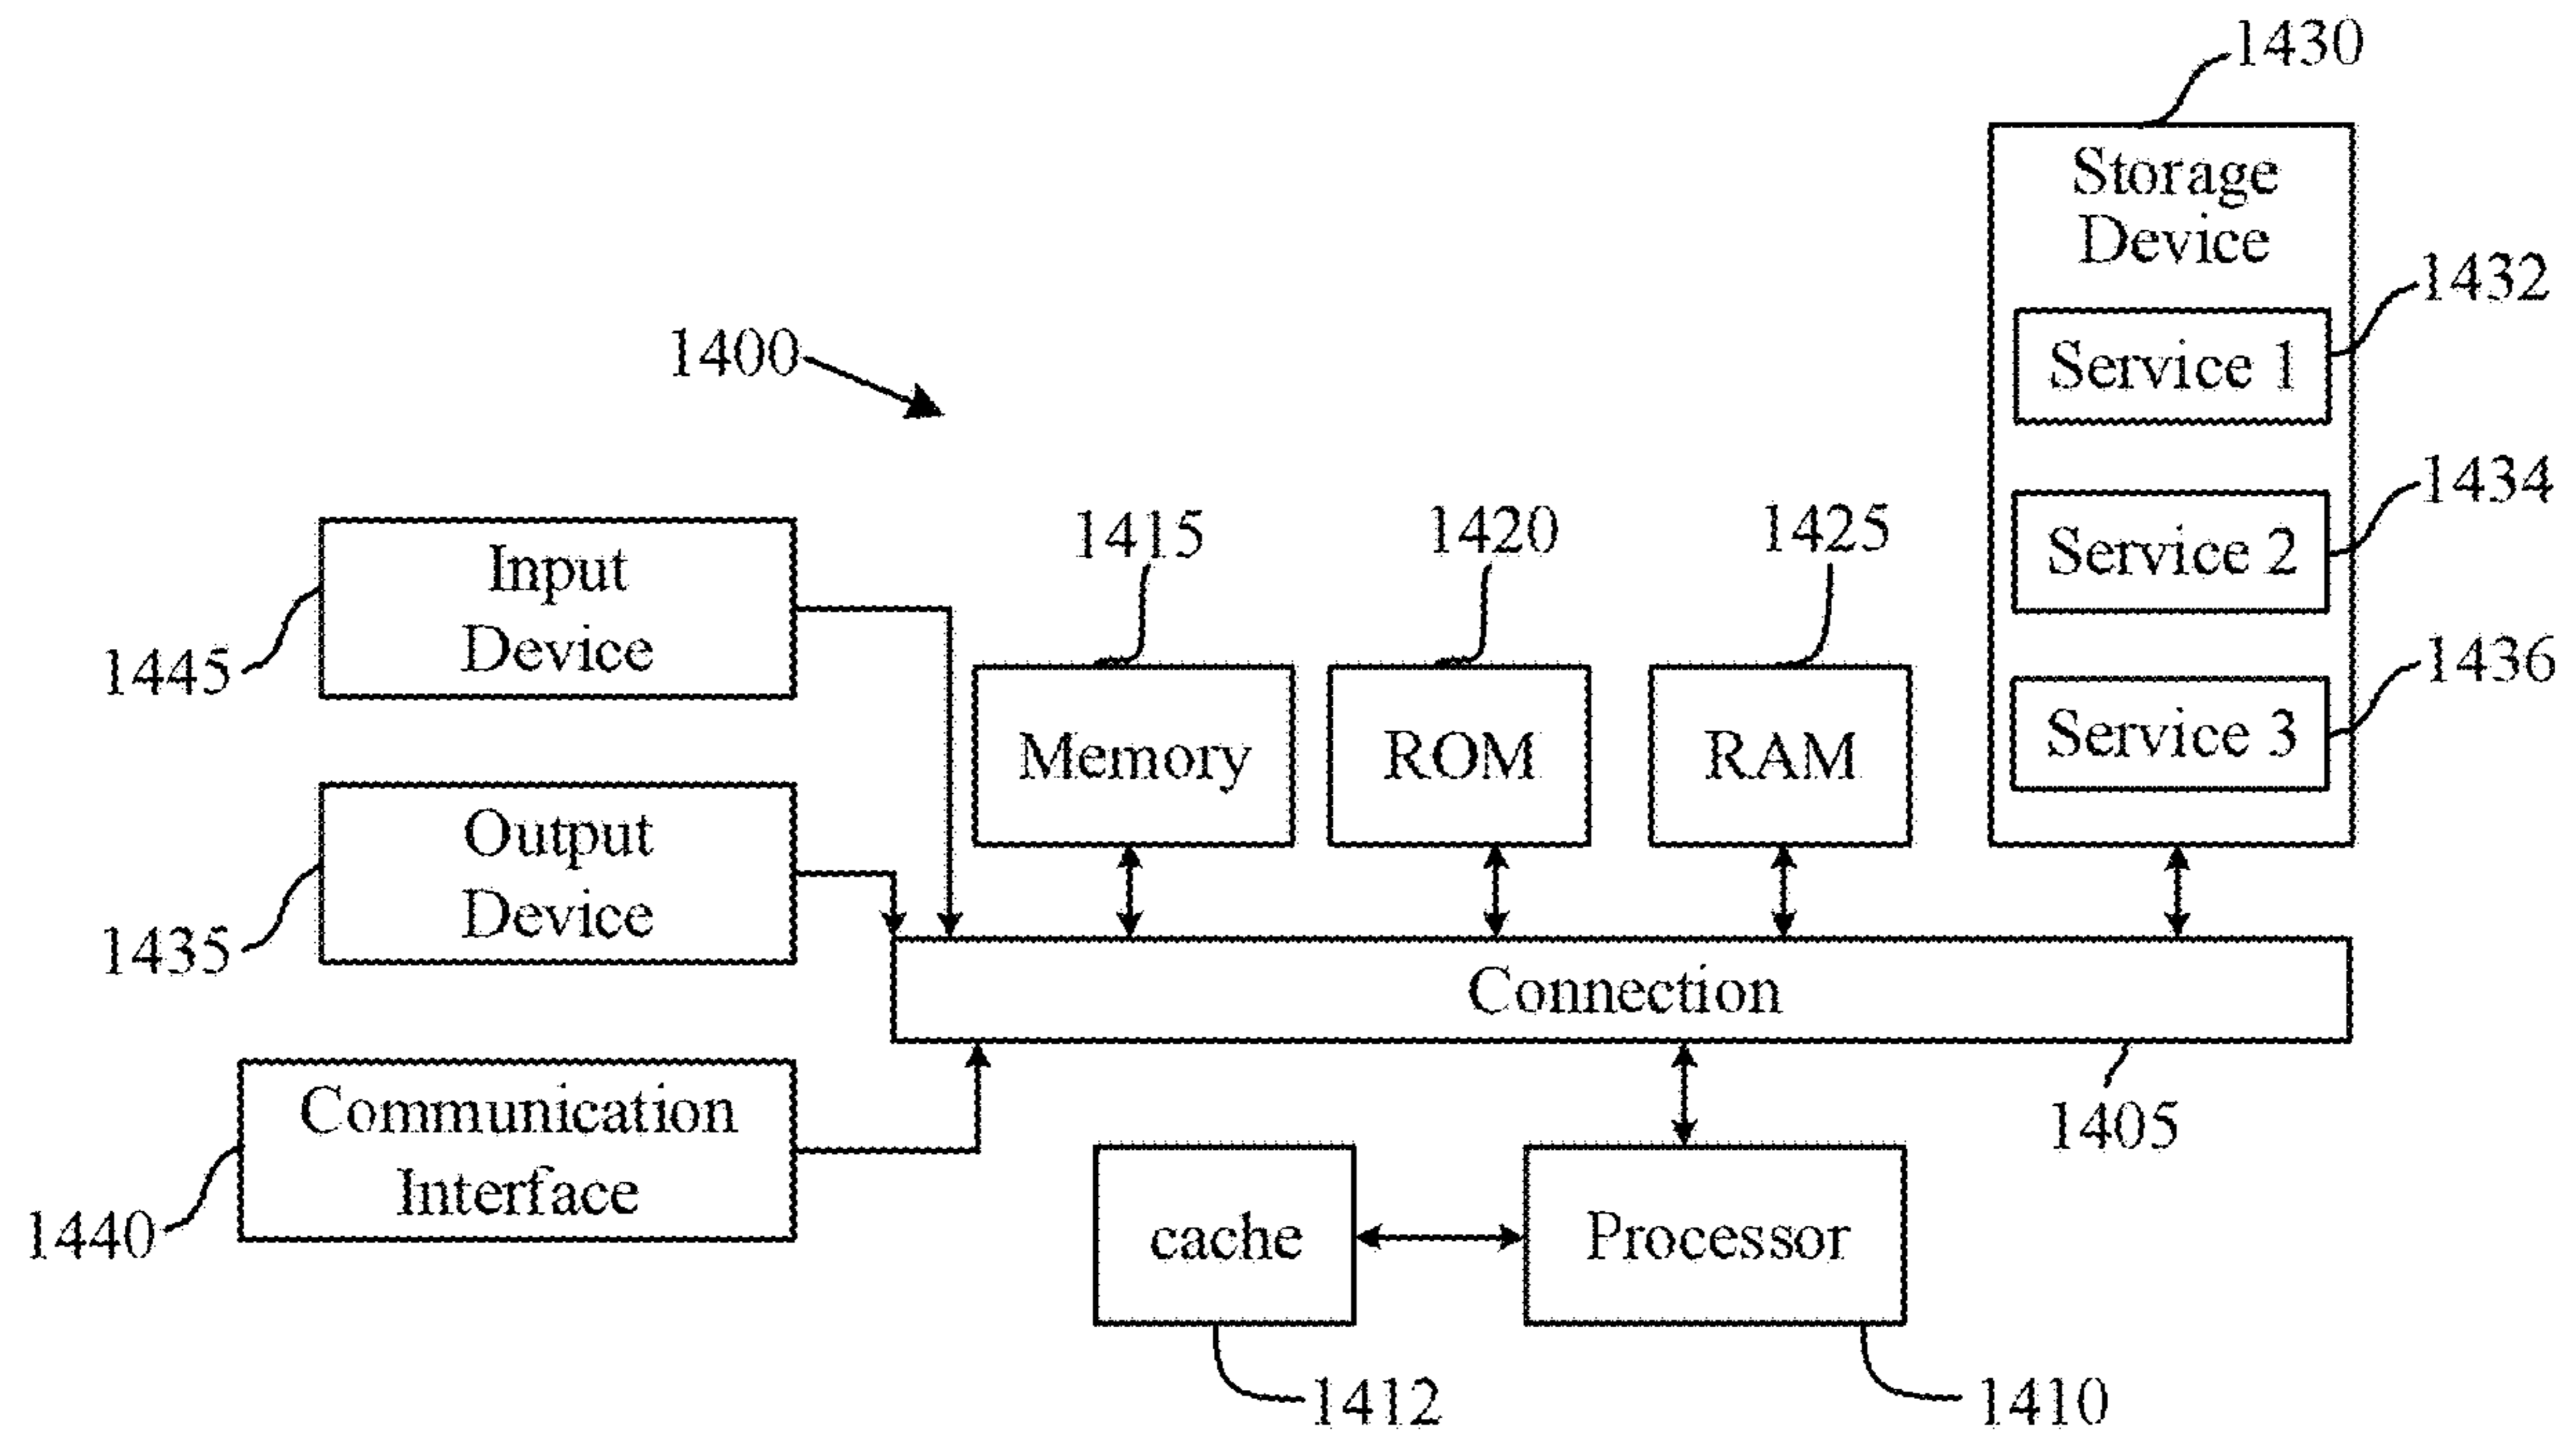 1430
Storage
Device
1432
Service 1
1400
1434
Service 2
1415
1420
1425
Input
Device
1445
1436
Service 3
Memory
ROM
RAM
Output
Device
1435
Connection
Communication
Interface
1440
1405
cache
Processor
1412
1410